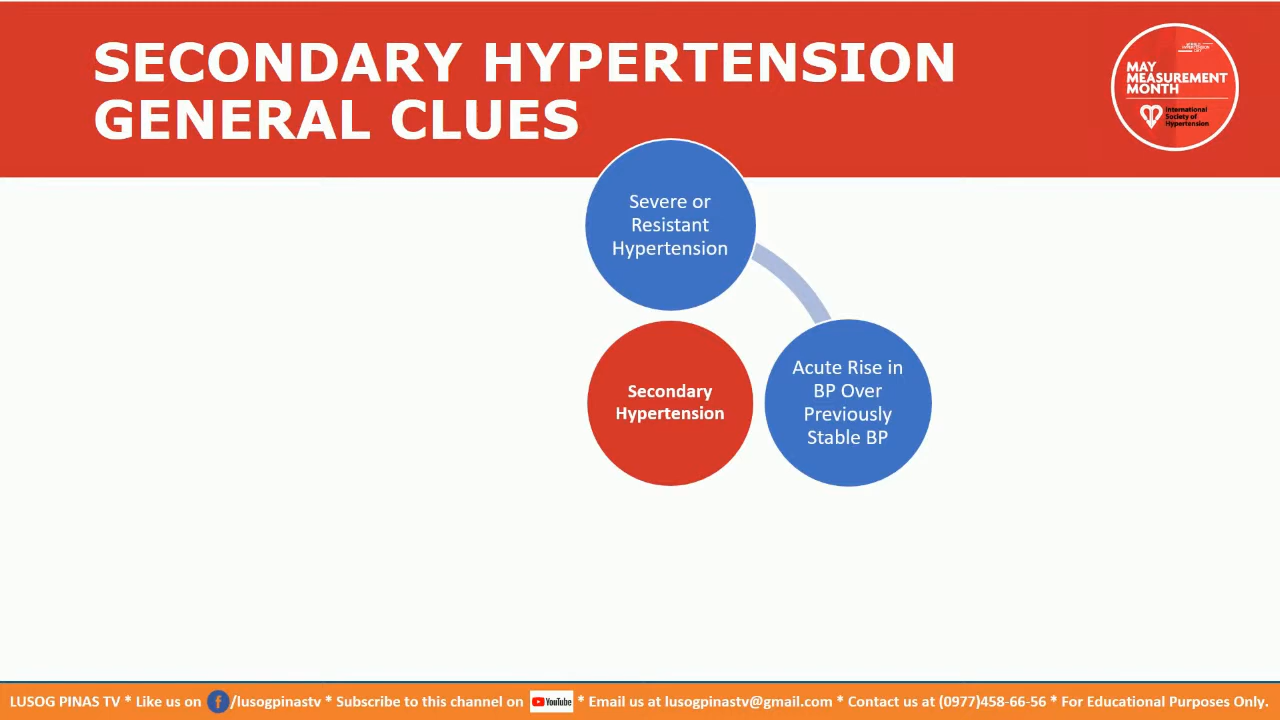 SECONDARY HYPERTENSION
GENERAL CLUES
MAY
MEASUREMENT
MONTH
International
Society of
Hypertension
Severe or
Resistant
Hypertension
Secondary
Hypertension
Acute Rise in
BP Over
Previously
Stable BP
LUSOG PINAS TV * Like us on f/lusogpinastv * Subscribe to this channel on YouTube * Email us at lusogpinastv@gmail.com * Contact us at (0977)458-66-56 * For Educational Purposes Only.